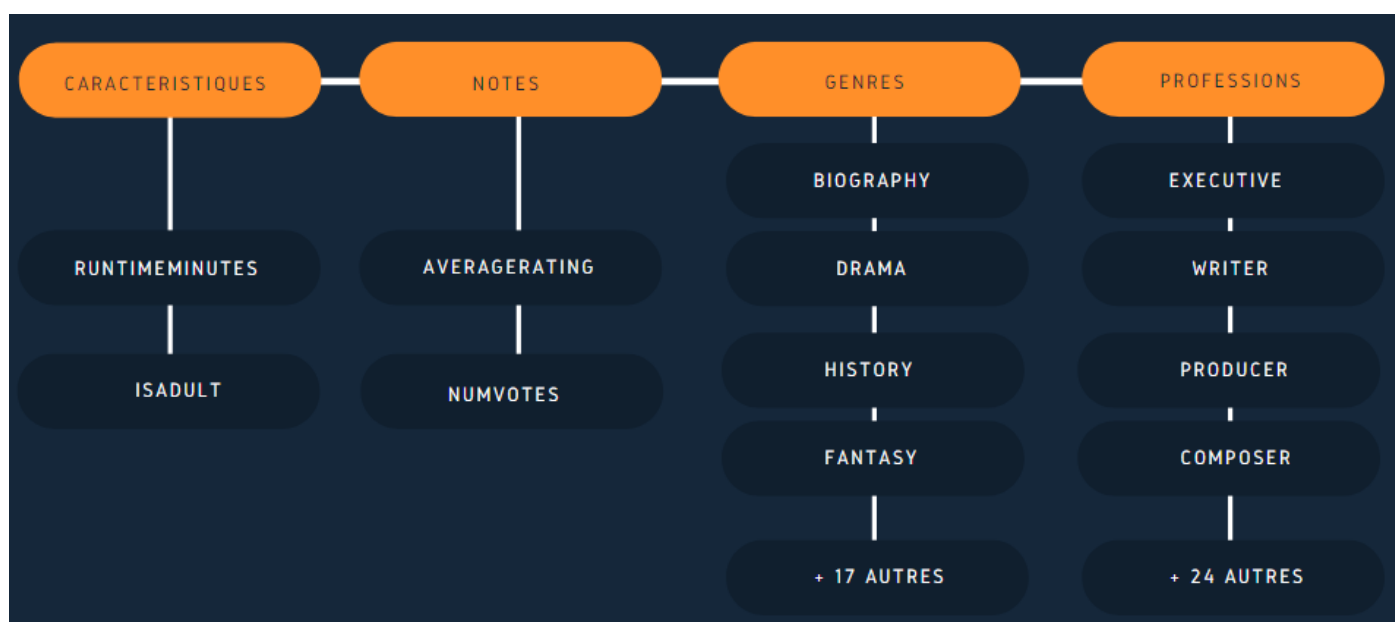 CARACTERISTIQUES
RUNTIMEMINUTES
ISADULT
NOTES
AVERAGERATING
NUMVOTES
GENRES
BIOGRAPHY
DRAMA
HISTORY
FANTASY
+ 17 AUTRES
PROFESSIONS
EXECUTIVE
WRITER
PRODUCER
COMPOSER
+ 24 AUTRES